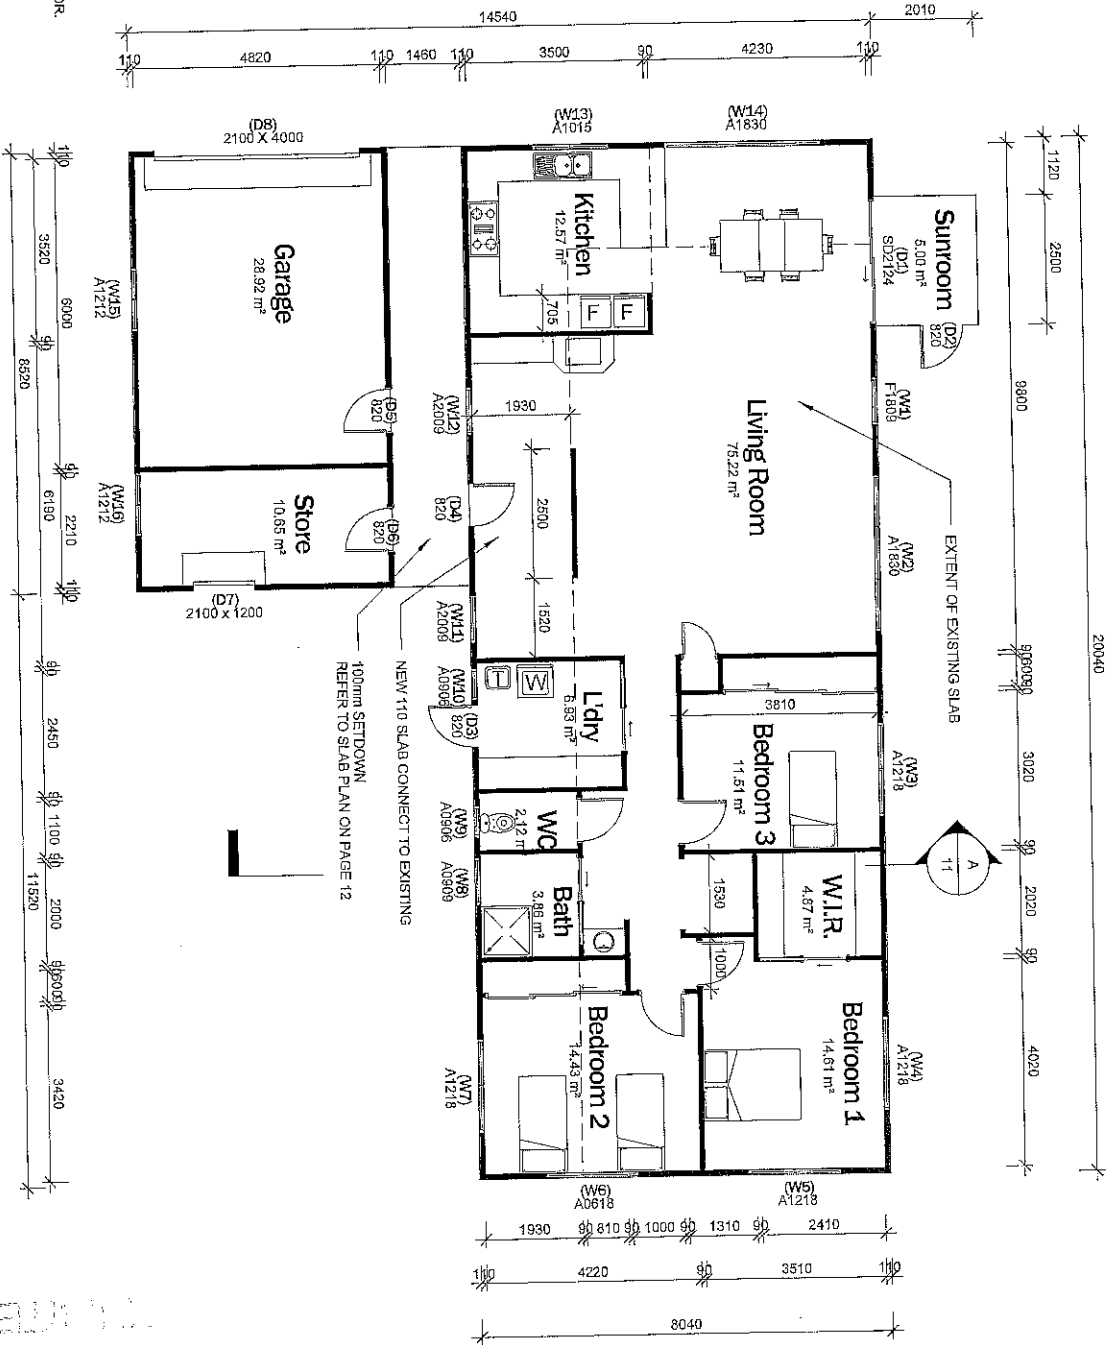 OR.
14540
2010
110
4820
110
1460
110
3500
90
4230
110
(D8)
2100 X 4000
(W13)
A1015
(W14)
A1830
110
3520
90
6190
6000
90
2210
110
8520
1120
2500
9800
20040
Sunroom
5.00 m²
(D1)
SD2124
(D2)
820
Kitchen
12.57 m²
F
F
705
Garage
28.92 m²
(W15)
A1212
(D5)
820
(W12)
A2009
1930
(W1)
F1809
Living Room
75.22 m²
EXTENT OF EXISTING SLAB
(W2)
A1830
Store
10.65 m²
(D6)
820
(W16)
A1212
(D7)
2100 x 1200
(D4)
820
2500
1520
(W11)
A2009
(W10)
A0906
(D3)
820
NEW 110 SLAB CONNECT TO EXISTING
100mm SETDOWN
REFER TO SLAB PLAN ON PAGE 12
L'dry
6.93 m²
W
3810
Bedroom 3
11.51 m²
(W3)
A1218
WC
2.12 m²
(W9)
A0906
Bath
3.86 m²
(W8)
A0909
1530
1000
W.I.R.
4.87 m²
A
11
Bedroom 1
14.61 m²
(W4)
A1218
Bedroom 2
14.43 m²
(W7)
A1218
(W6)
A0618
(W5)
A1218
90
600
90
3020
90
2020
90
4020
90
2450
90
1100
90
2000
90
600
90
3420
11520
1930
90
810
90
1000
90
1310
90
2410
110
4220
90
3510
110
8040